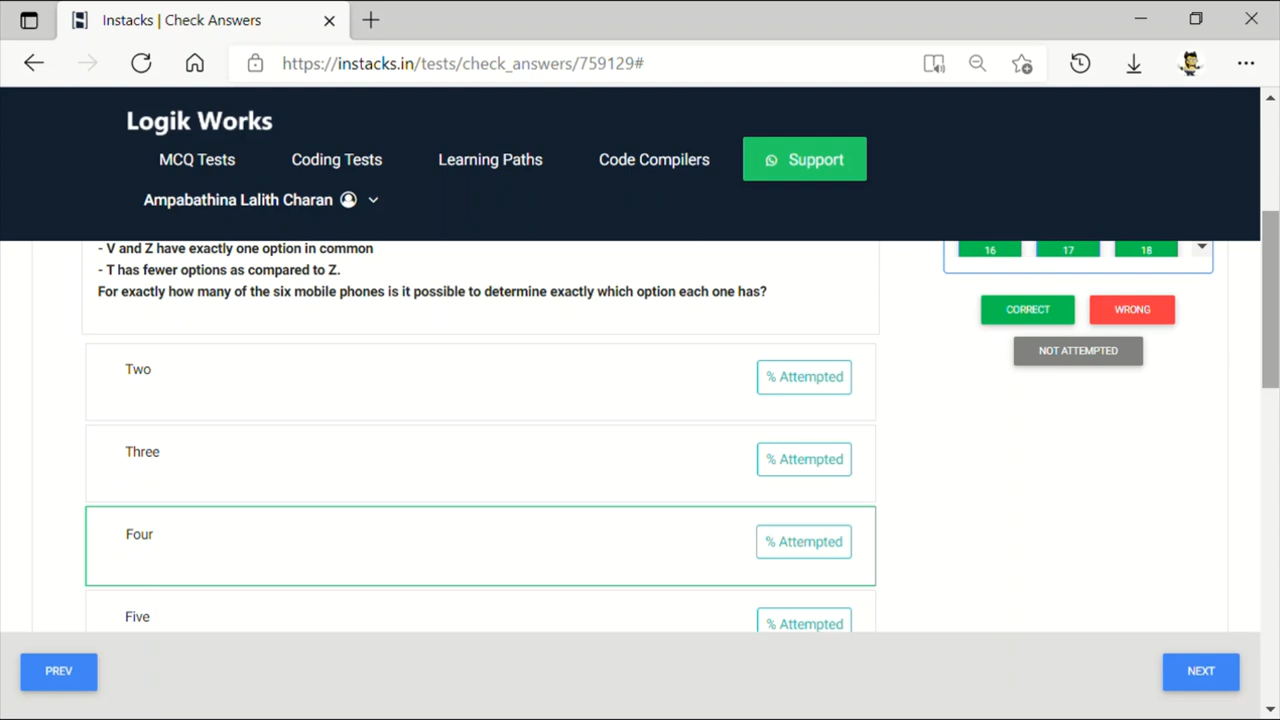 Instacks | Check Answers
https://instacks.in/tests/check_answers/759129#
Logik Works
MCQ Tests Coding Tests Learning Paths Code Compilers Support
Ampabathina Lalith Charan
- V and Z have exactly one option in common
- T has fewer options as compared to Z.
For exactly how many of the six mobile phones is it possible to determine exactly which option each one has?
16 17 18
CORRECT WRONG
NOT ATTEMPTED
Two % Attempted
Three % Attempted
Four % Attempted
Five % Attempted
PREV NEXT